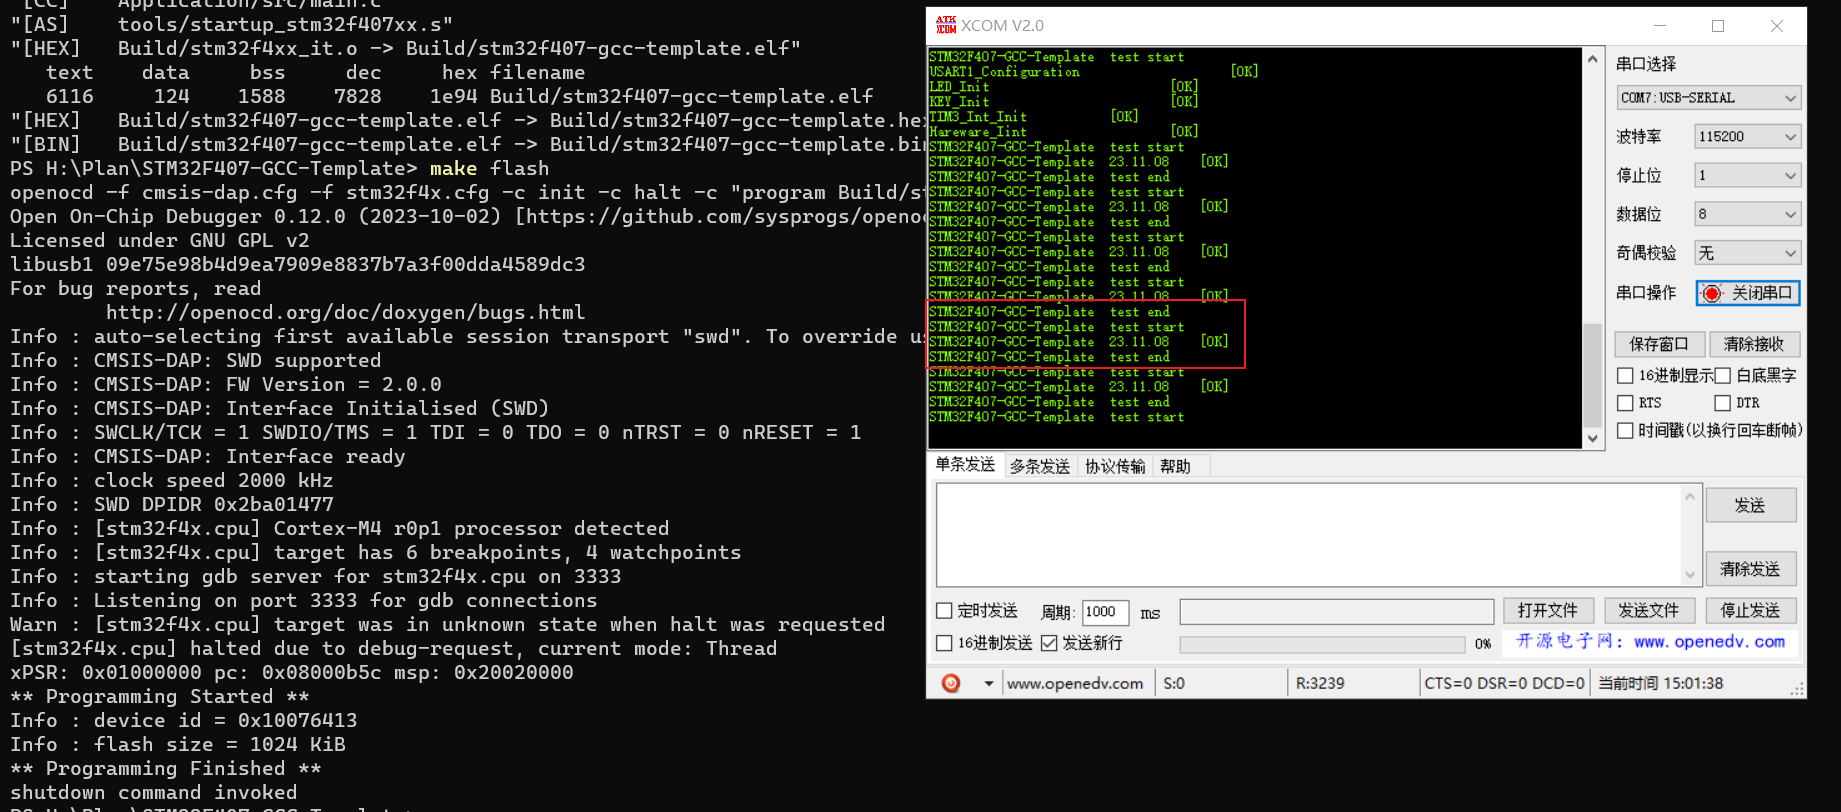 [CC]    Application/src/main.c
"[AS]   tools/startup_stm32f407xx.s"
"[HEX]   Build/stm32f4xx_it.o -> Build/stm32f407-gcc-template.elf"
text    data     bss     dec     hex filename
6116     124    1588    7828    1e94 Build/stm32f407-gcc-template.elf
"[HEX]   Build/stm32f407-gcc-template.elf -> Build/stm32f407-gcc-template.hex
"[BIN]   Build/stm32f407-gcc-template.elf -> Build/stm32f407-gcc-template.bin
PS H:\Plan\STM32F407-GCC-Template> make flash
openocd -f cmsis-dap.cfg -f stm32f4x.cfg -c init -c halt -c "program Build/st
Open On-Chip Debugger 0.12.0 (2023-10-02) [https://github.com/sysprogs/openoc
Licensed under GNU GPL v2
libusb1 09e75e98b4d9ea7909e8837b7a3f00dda4589dc3
For bug reports, read
http://openocd.org/doc/doxygen/bugs.html
Info : auto-selecting first available session transport "swd". To override us
Info : CMSIS-DAP: SWD supported
Info : CMSIS-DAP: FW Version = 2.0.0
Info : CMSIS-DAP: Interface Initialised (SWD)
Info : SWCLK/TCK = 1 SWDIO/TMS = 1 TDI = 0 TDO = 0 nTRST = 0 nRESET = 1
Info : CMSIS-DAP: Interface ready
Info : clock speed 2000 kHz
Info : SWD DPIDR 0x2ba01477
Info : [stm32f4x.cpu] Cortex-M4 r0p1 processor detected
Info : [stm32f4x.cpu] target has 6 breakpoints, 4 watchpoints
Info : starting gdb server for stm32f4x.cpu on 3333
Info : Listening on port 3333 for gdb connections
Warn : [stm32f4x.cpu] target was in unknown state when halt was requested
[stm32f4x.cpu] halted due to debug-request, current mode: Thread
xPSR: 0x01000000 pc: 0x08000b5c msp: 0x20020000
** Programming Started **
Info : device id = 0x10076413
Info : flash size = 1024 KiB
** Programming Finished **
shutdown command invoked
PS H:\Plan\STM32F407-GCC-Template>
ATK XCOM XCOM V2.0
STM32F407-GCC-Template  test start
USART1_Configuration  [OK]
LED_Init  [OK]
KEY_Init  [OK]
TIM3_Int_Init  [OK]
Hareware_Iint  [OK]
STM32F407-GCC-Template  test start
STM32F407-GCC-Template  23.11.08  [OK]
STM32F407-GCC-Template  test end
STM32F407-GCC-Template  test start
STM32F407-GCC-Template  23.11.08  [OK]
STM32F407-GCC-Template  test end
STM32F407-GCC-Template  test start
STM32F407-GCC-Template  23.11.08  [OK]
STM32F407-GCC-Template  test end
STM32F407-GCC-Template  test start
STM32F407-GCC-Template  23.11.08  [OK]
STM32F407-GCC-Template  test end
STM32F407-GCC-Template  test start
STM32F407-GCC-Template  23.11.08  [OK]
STM32F407-GCC-Template  test end
STM32F407-GCC-Template  test start
STM32F407-GCC-Template  23.11.08  [OK]
STM32F407-GCC-Template  test end
STM32F407-GCC-Template  test start
串口选择
COM7:USB-SERIAL
波特率 115200
停止位 1
数据位 8
奇偶校验 无
串口操作 关闭串口
保存窗口 清除接收
16进制显示 白底黑字
RTS DTR
时间戳(以换行回车断帧)
单条发送 多条发送 协议传输 帮助
发送
清除发送
定时发送 周期: 1000 ms 打开文件 发送文件 停止发送
16进制发送 发送新行 0% 开源电子网：www.openedv.com
www.openedv.com S:0 R:3239 CTS=0 DSR=0 DCD=0 当前时间 15:01:38